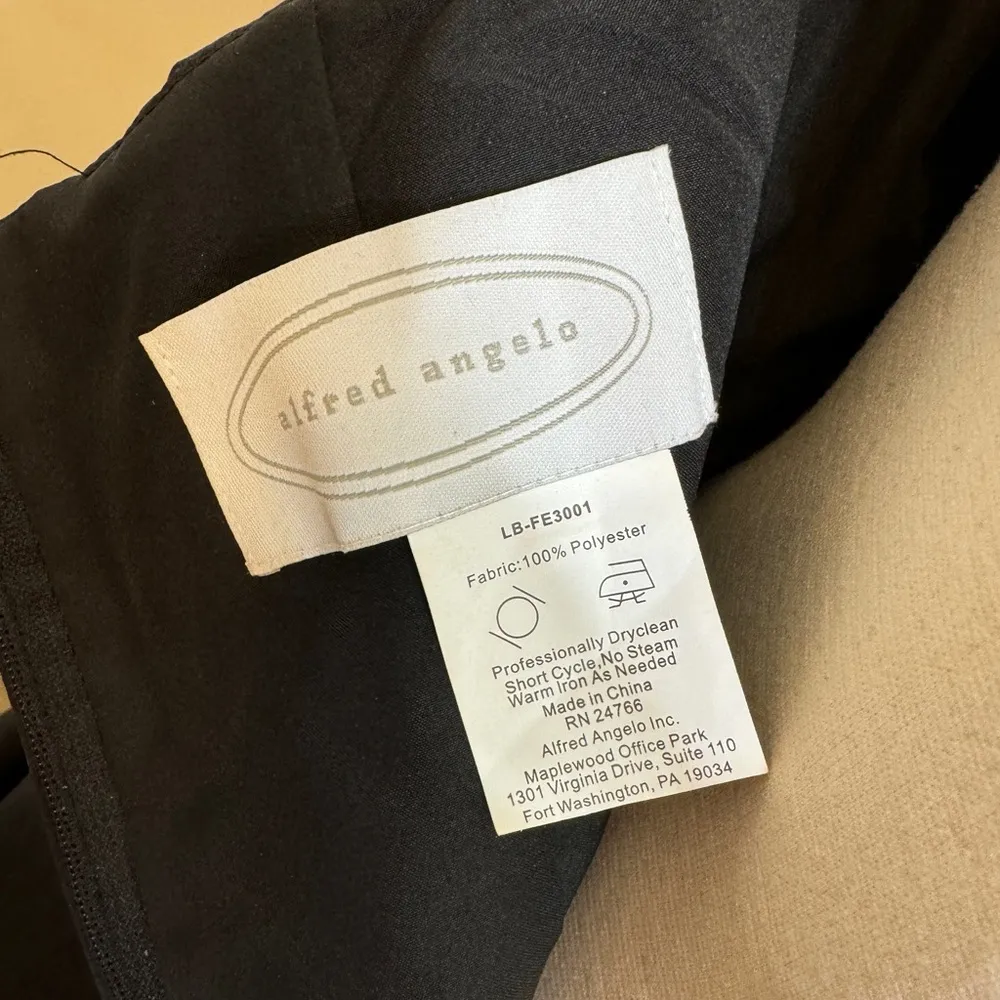 alfred angelo
LB-FE3001
Fabric:100% Polyester
Professionally Dryclean
Short Cycle,No Steam
Warm Iron As Needed
Made in China
RN 24766
Alfred Angelo Inc.
Maplewood Office Park
1301 Virginia Drive, Suite 110
Fort Washington, PA 19034